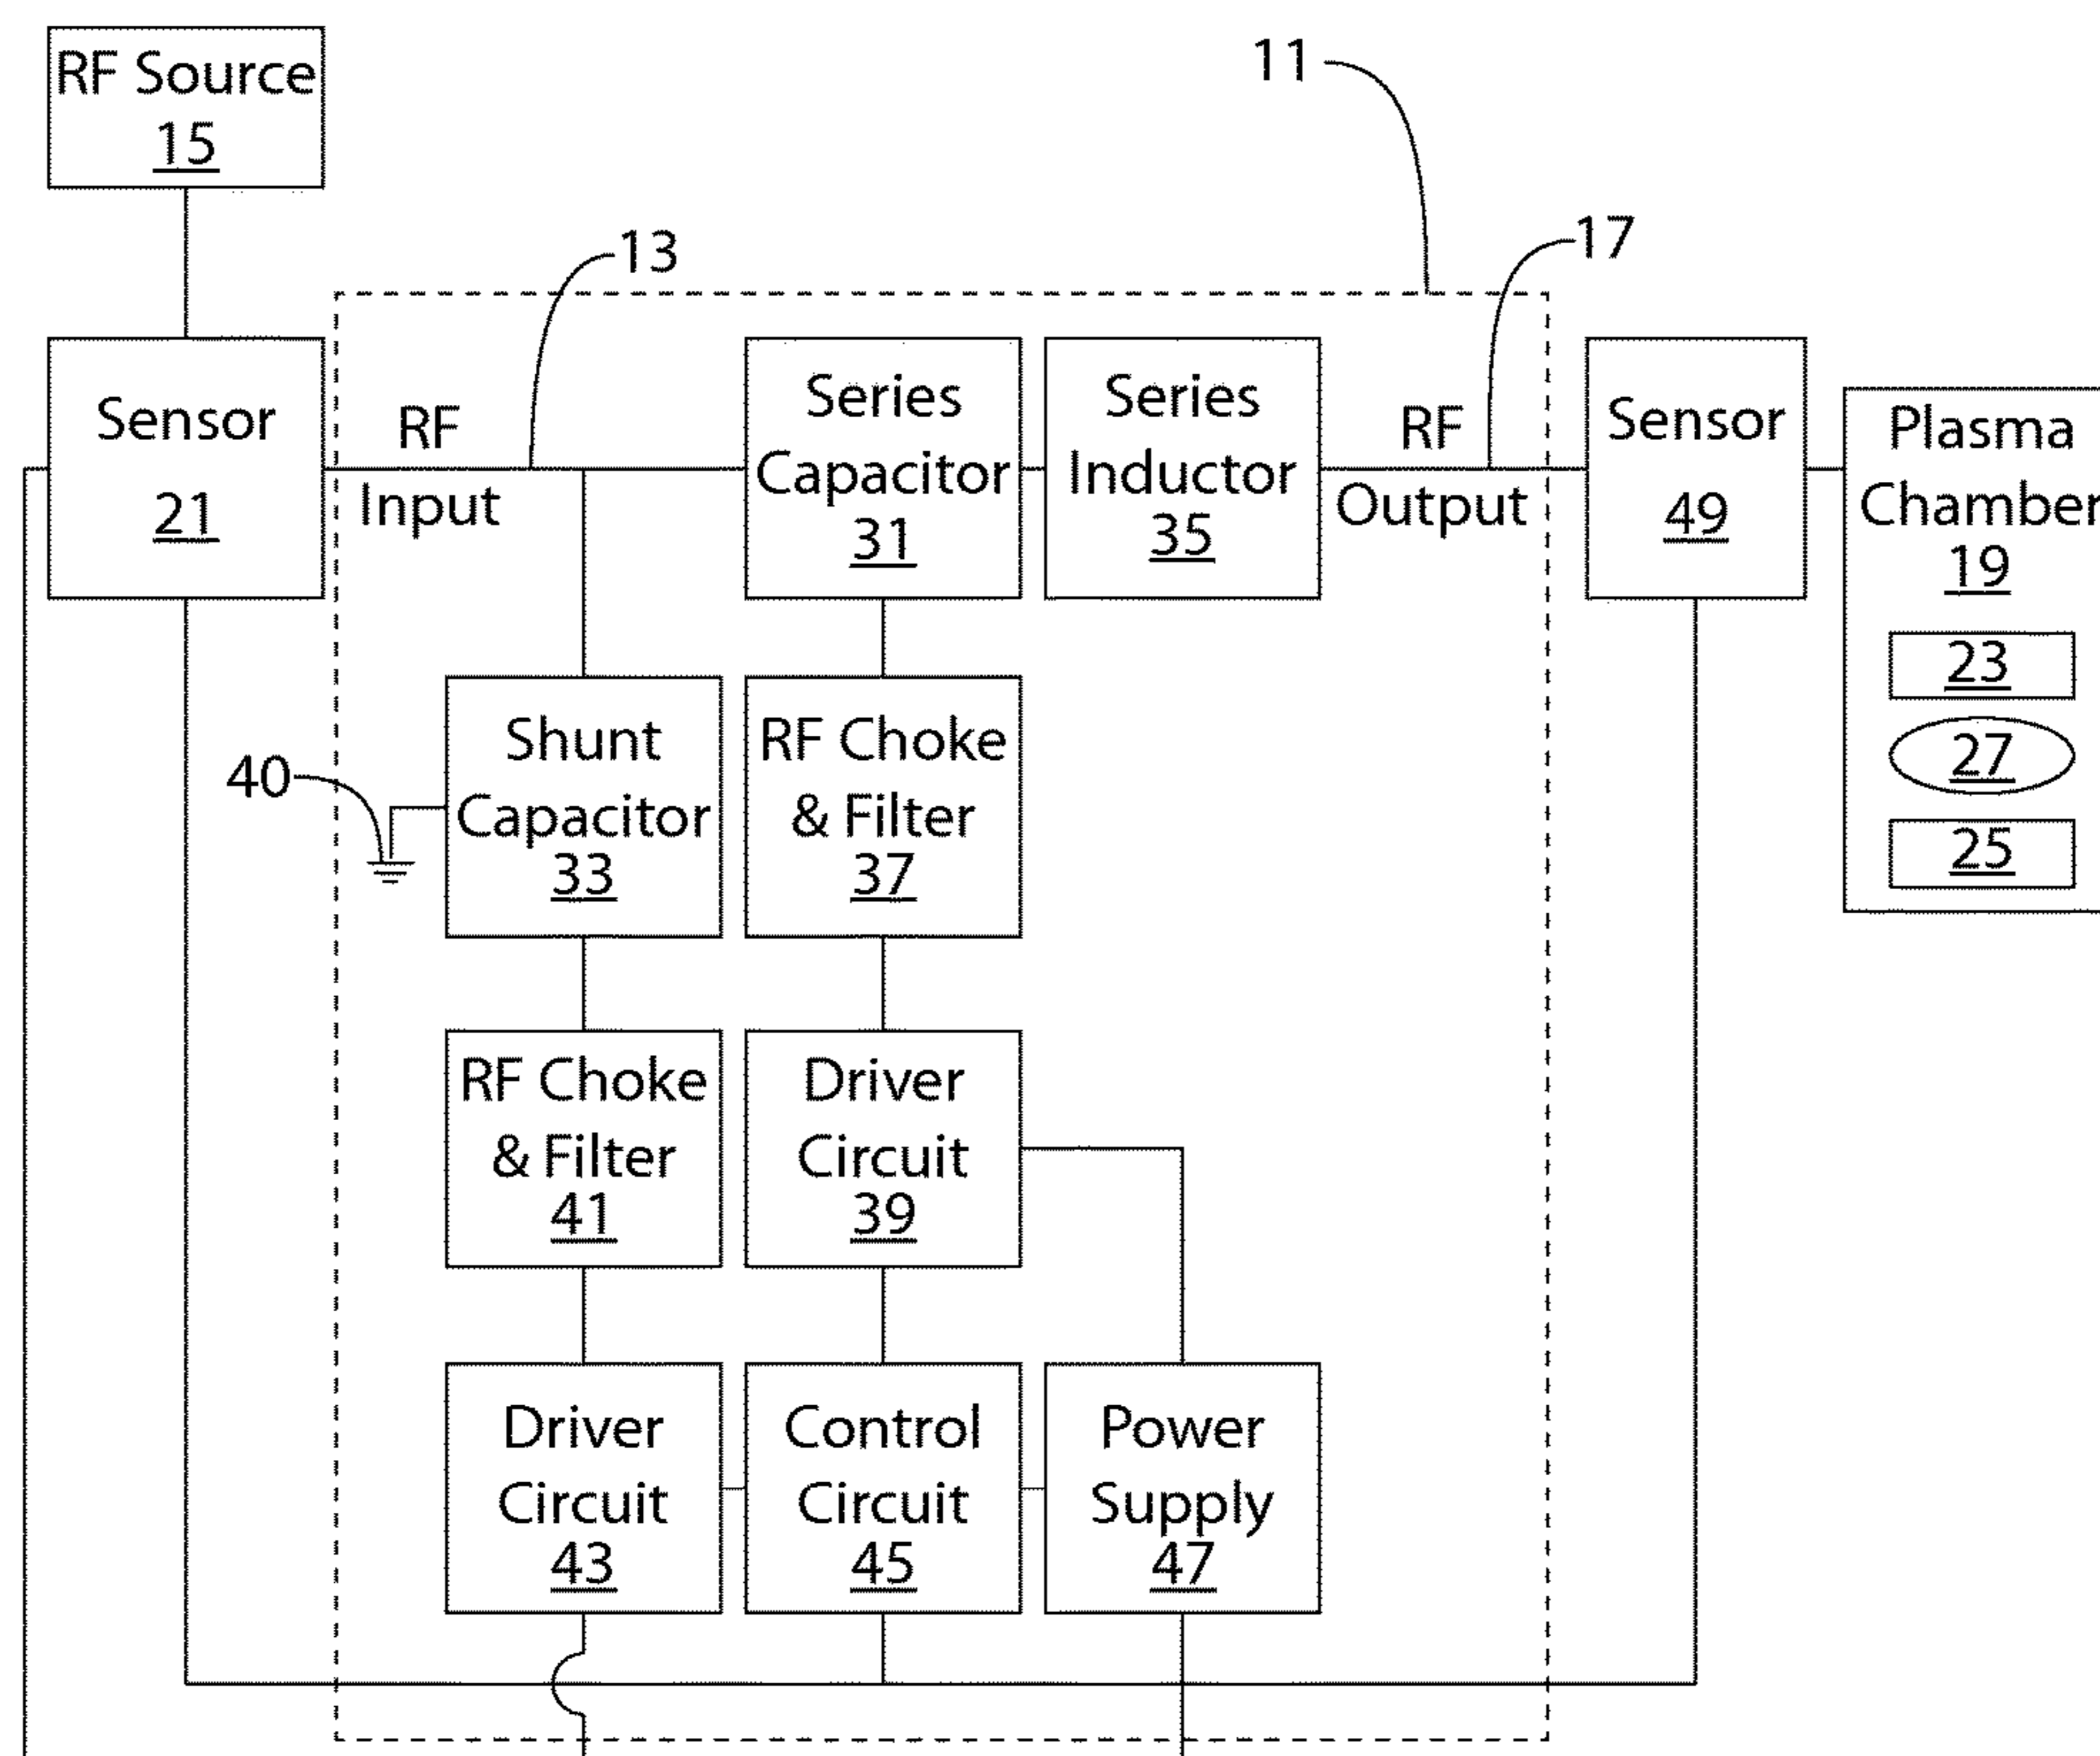 RF Source
15
11
13
17
Sensor
21
RF
Input
Series
Capacitor
31
Series
Inductor
35
RF
Output
Sensor
49
Plasma
Chamber
19
23
27
25
40
Shunt
Capacitor
33
RF Choke
& Filter
37
RF Choke
& Filter
41
Driver
Circuit
39
Driver
Circuit
43
Control
Circuit
45
Power
Supply
47